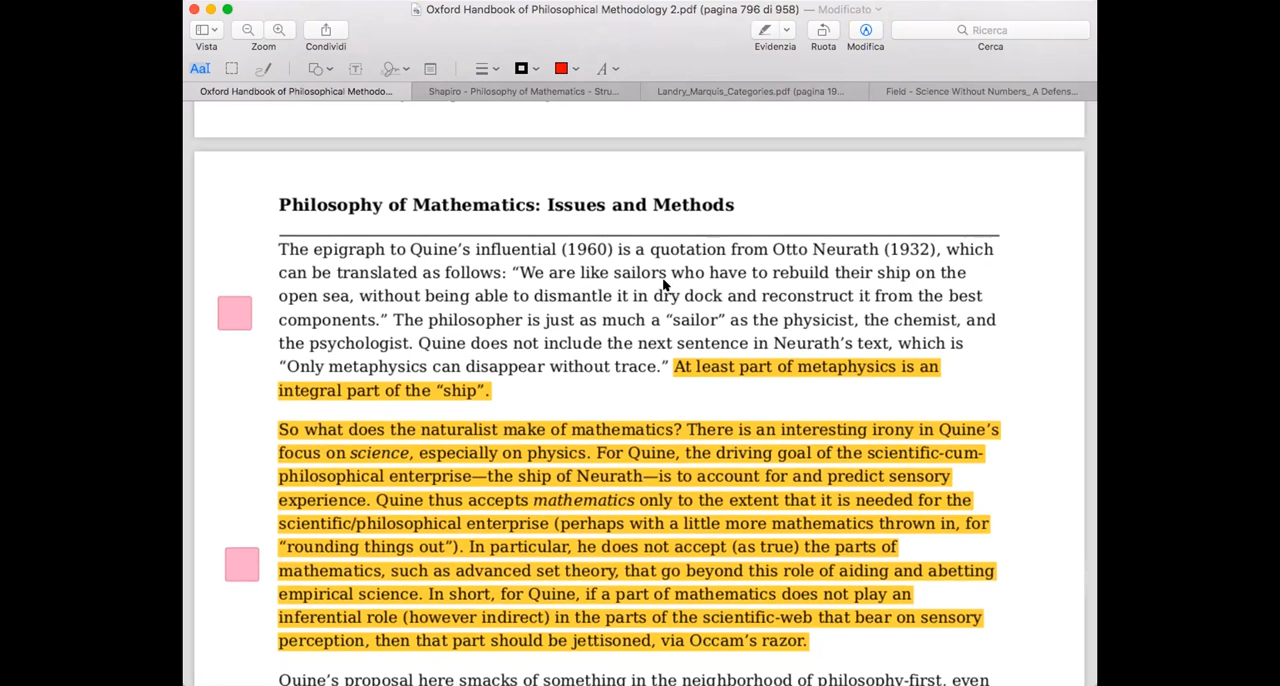 Oxford Handbook of Philosophical Methodology 2.pdf (pagina 796 di 958) — Modificato
Vista
Zoom
Condividi
Evidenzia
Ruota
Modifica
Ricerca
Cerca
AaI
T
A
Oxford Handbook of Philosophical Methodo...
Shapiro - Philosophy of Mathematics - Stru...
Landry_Marquis_Categories.pdf (pagina 19...
Field - Science Without Numbers_ A Defens...
Philosophy of Mathematics: Issues and Methods
The epigraph to Quine's influential (1960) is a quotation from Otto Neurath (1932), which
can be translated as follows: “We are like sailors who have to rebuild their ship on the
open sea, without being able to dismantle it in dry dock and reconstruct it from the best
components.” The philosopher is just as much a “sailor” as the physicist, the chemist, and
the psychologist. Quine does not include the next sentence in Neurath's text, which is
“Only metaphysics can disappear without trace.” At least part of metaphysics is an
integral part of the “ship”.
So what does the naturalist make of mathematics? There is an interesting irony in Quine's
focus on science, especially on physics. For Quine, the driving goal of the scientific-cum-
philosophical enterprise—the ship of Neurath—is to account for and predict sensory
experience. Quine thus accepts mathematics only to the extent that it is needed for the
scientific/philosophical enterprise (perhaps with a little more mathematics thrown in, for
“rounding things out”). In particular, he does not accept (as true) the parts of
mathematics, such as advanced set theory, that go beyond this role of aiding and abetting
empirical science. In short, for Quine, if a part of mathematics does not play an
inferential role (however indirect) in the parts of the scientific-web that bear on sensory
perception, then that part should be jettisoned, via Occam's razor.
Quine's proposal here smacks of something in the neighborhood of philosophy-first, even